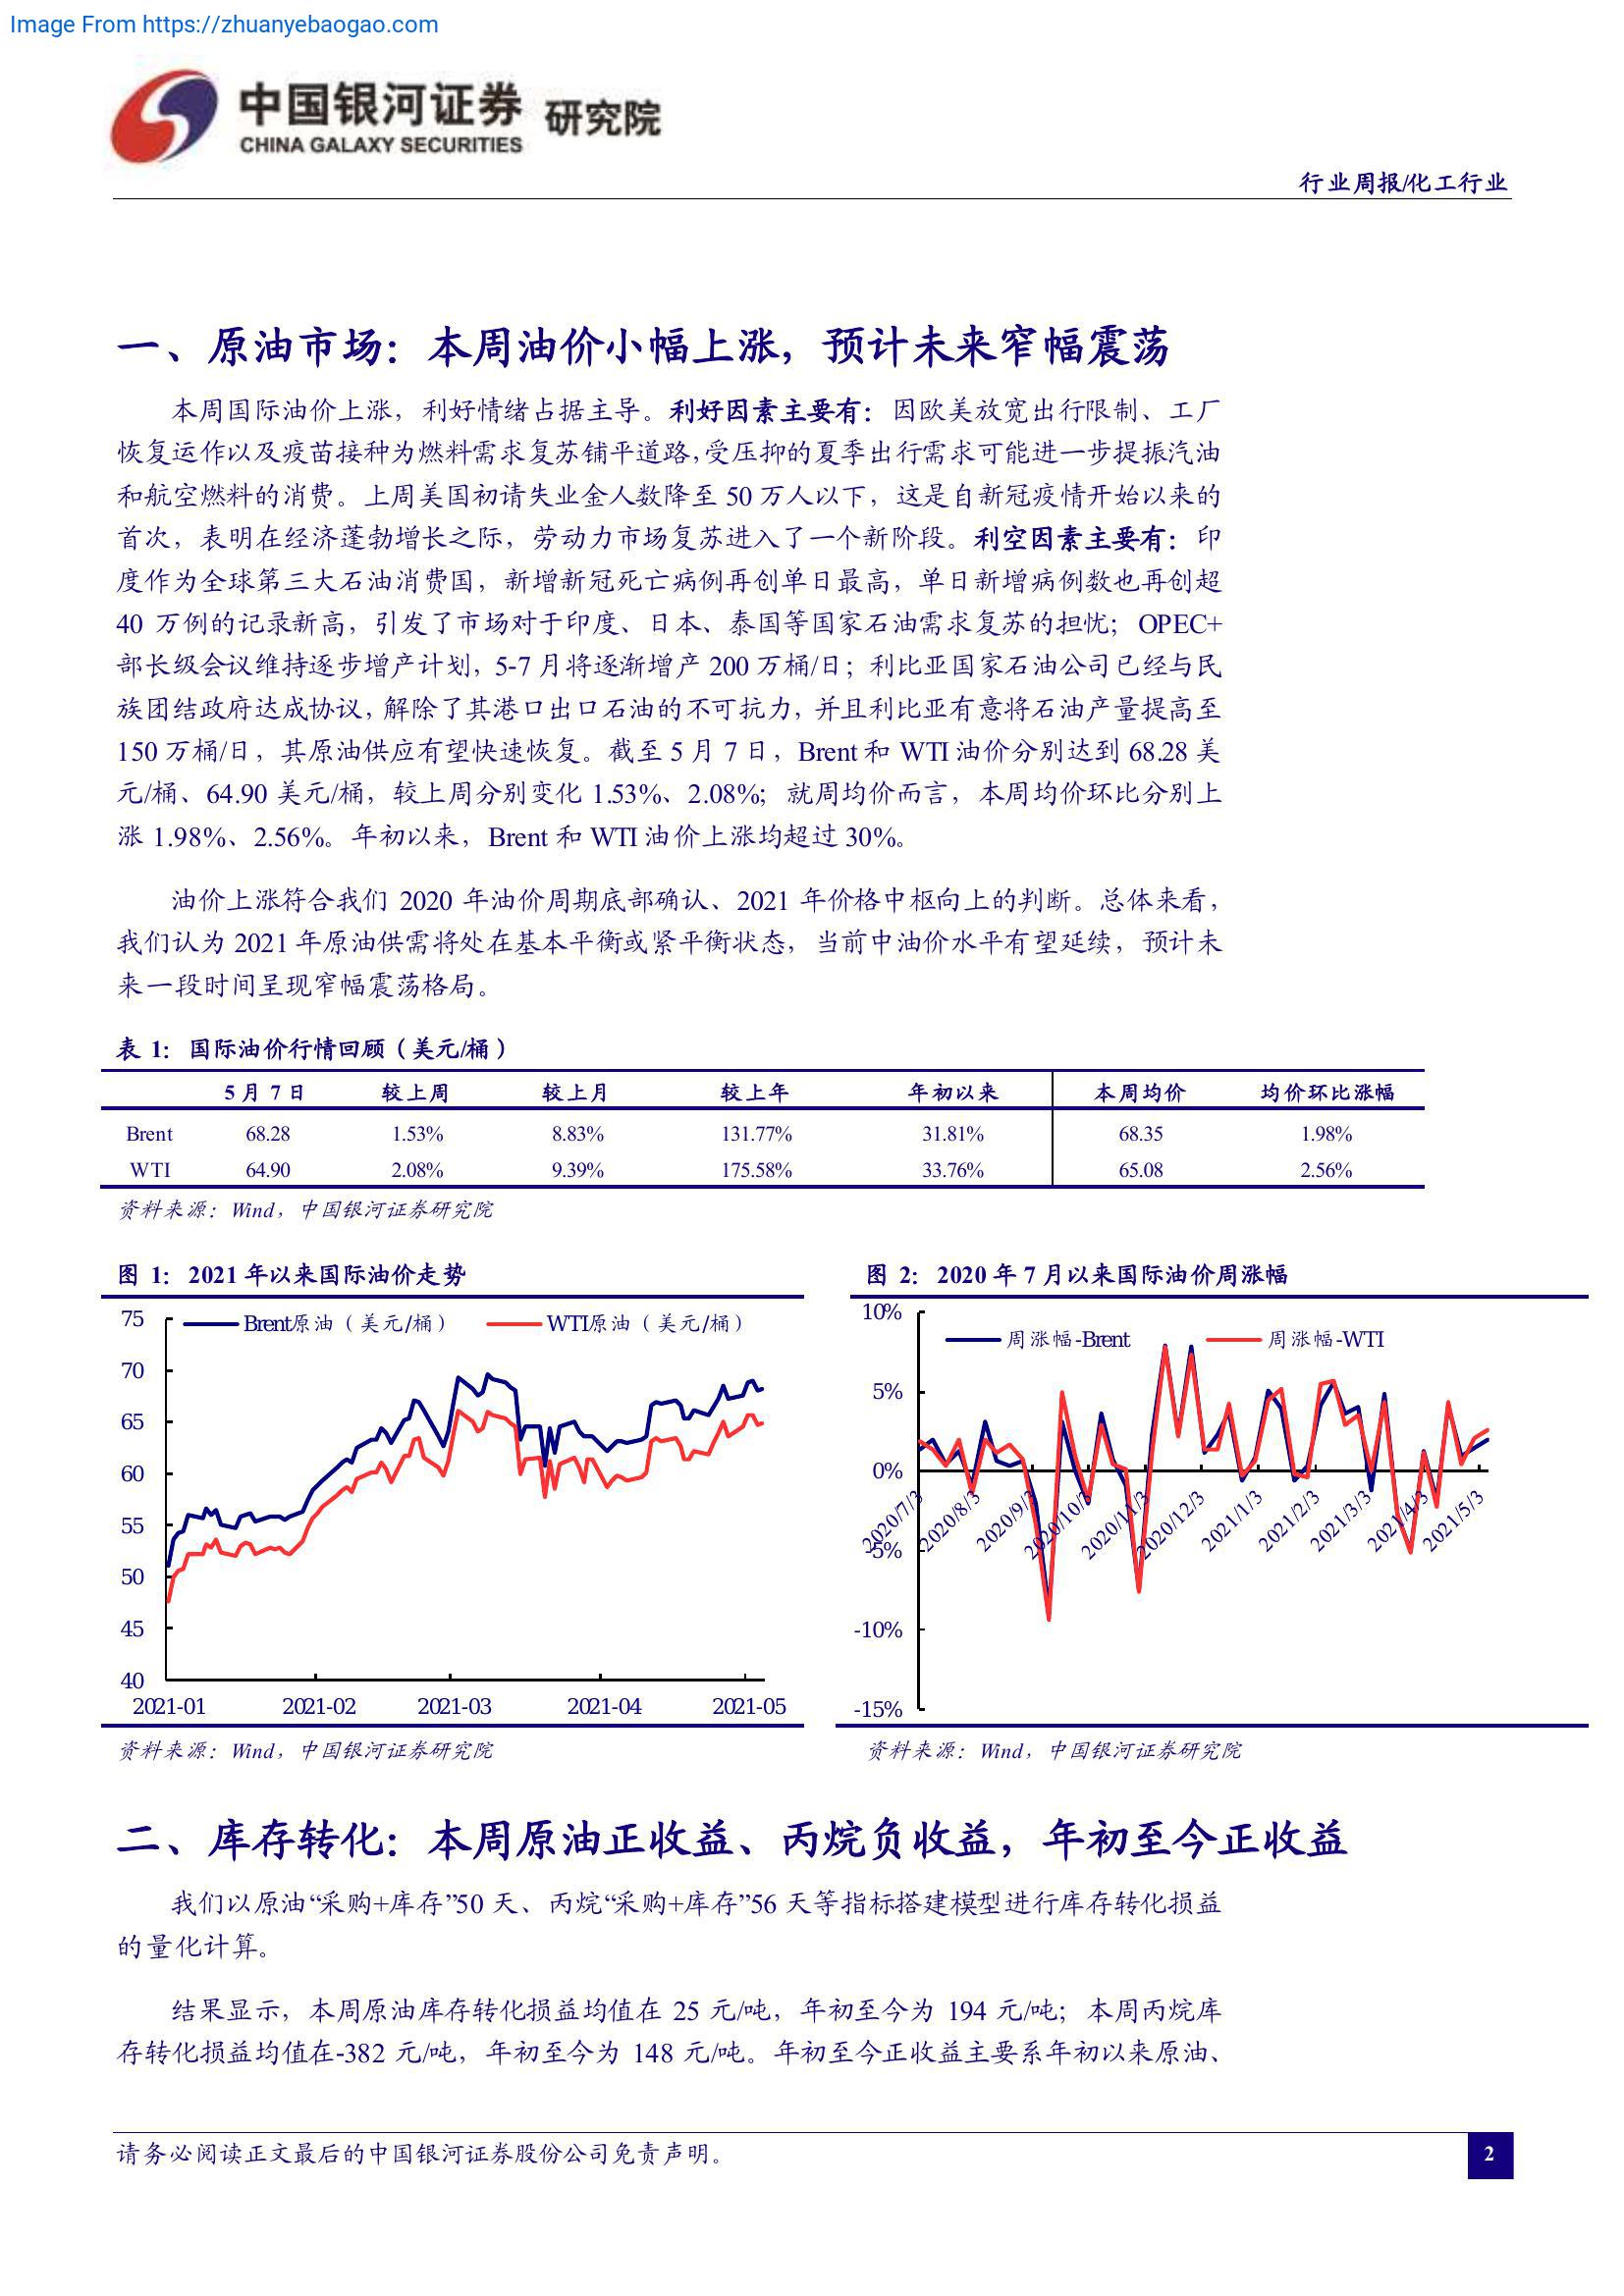 Image From https://zhuanyebaogao.com
中国银河证券 研究院
CHINA GALAXY SECURITIES
行业周报/化工行业
一、原油市场：本周油价小幅上涨，预计未来窄幅震荡
本周国际油价上涨，利好情绪占据主导。利好因素主要有：因欧美放宽出行限制、工厂
恢复运作以及疫苗接种为燃料需求复苏铺平道路，受压抑的夏季出行需求可能进一步提振汽油
和航空燃料的消费。上周美国初请失业金人数降至 50 万人以下，这是自新冠疫情开始以来的
首次，表明在经济蓬勃增长之际，劳动力市场复苏进入了一个新阶段。利空因素主要有：印
度作为全球第三大石油消费国，新增新冠死亡病例再创单日最高，单日新增病例数也再创超
40 万例的记录新高，引发了市场对于印度、日本、泰国等国家石油需求复苏的担忧；OPEC+
部长级会议维持逐步增产计划，5-7 月将逐渐增产 200 万桶/日；利比亚国家石油公司已经与民
族团结政府达成协议，解除了其港口出口石油的不可抗力，并且利比亚有意将石油产量提高至
150 万桶/日，其原油供应有望快速恢复。截至 5 月 7 日，Brent 和 WTI 油价分别达到 68.28 美
元/桶、64.90 美元/桶，较上周分别变化 1.53%、2.08%；就周均价而言，本周均价环比分别上
涨 1.98%、2.56%。年初以来，Brent 和 WTI 油价上涨均超过 30%。
油价上涨符合我们 2020 年油价周期底部确认、2021 年价格中枢向上的判断。总体来看，
我们认为 2021 年原油供需将处在基本平衡或紧平衡状态，当前中油价水平有望延续，预计未
来一段时间呈现窄幅震荡格局。
表 1：国际油价行情回顾（美元/桶）
5 月 7 日 较上周 较上月 较上年 年初以来 本周均价 均价环比涨幅
Brent 68.28 1.53% 8.83% 131.77% 31.81% 68.35 1.98%
WTI 64.90 2.08% 9.39% 175.58% 33.76% 65.08 2.56%
资料来源：Wind，中国银河证券研究院
图 1：2021 年以来国际油价走势
Brent原油（美元/桶） WTI原油（美元/桶）
75
70
65
60
55
50
45
40
2021-01 2021-02 2021-03 2021-04 2021-05
资料来源：Wind，中国银河证券研究院
图 2：2020 年 7 月以来国际油价周涨幅
周涨幅-Brent 周涨幅-WTI
10%
5%
0%
-5%
-10%
-15%
2020/7/3 2020/8/3 2020/9/3 2020/10/3 2020/11/3 2020/12/3 2021/1/3 2021/2/3 2021/3/3 2021/4/3 2021/5/3
资料来源：Wind，中国银河证券研究院
二、库存转化：本周原油正收益、丙烷负收益，年初至今正收益
我们以原油“采购+库存”50 天、丙烷“采购+库存”56 天等指标搭建模型进行库存转化损益
的量化计算。
结果显示，本周原油库存转化损益均值在 25 元/吨，年初至今为 194 元/吨；本周丙烷库
存转化损益均值在-382 元/吨，年初至今为 148 元/吨。年初至今正收益主要系年初以来原油、
请务必阅读正文最后的中国银河证券股份公司免责声明。
2